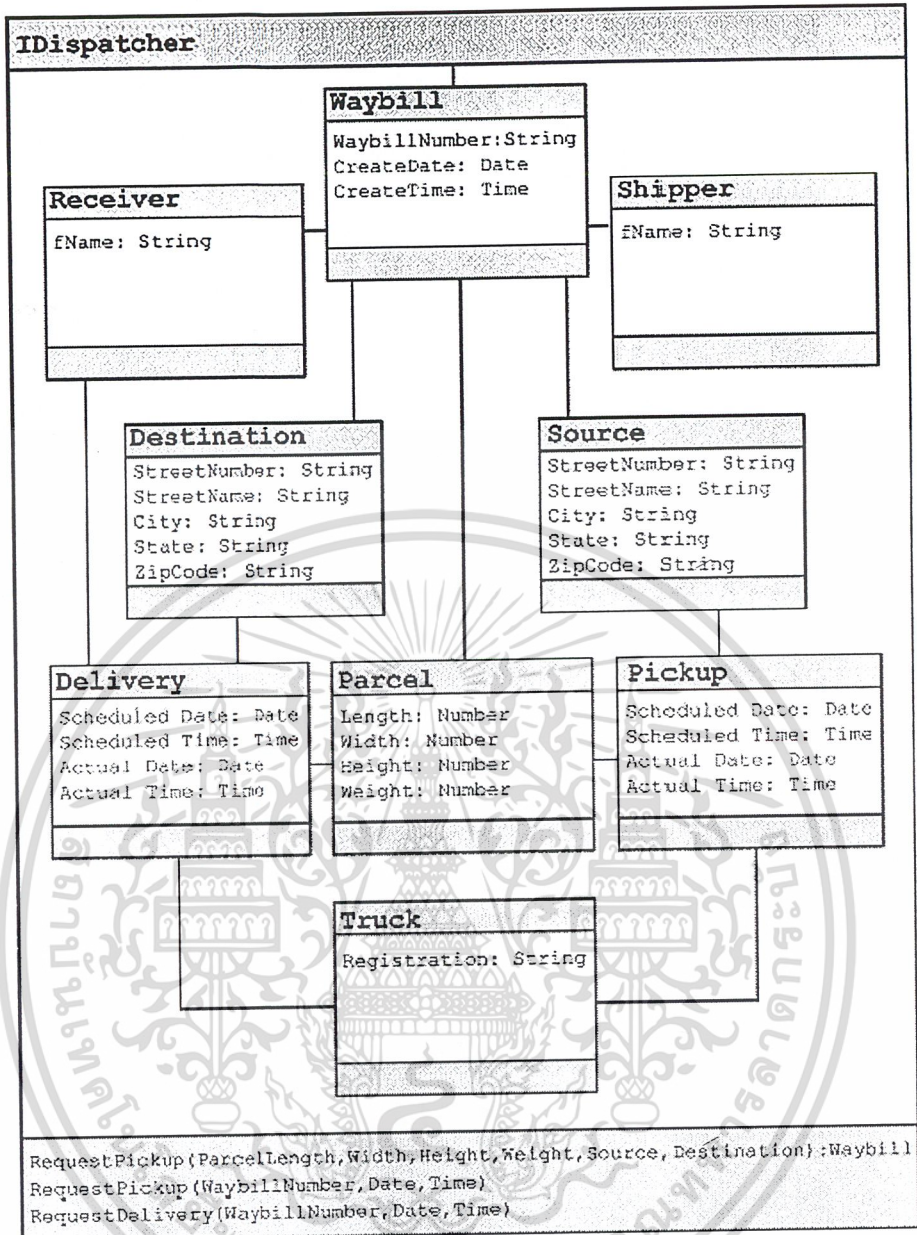 IDispatcher
Waybill
WaybillNumber:String
CreateDate: Date
CreateTime: Time
Receiver
fName: String
Shipper
fName: String
Destination
StreetNumber: String
StreetName: String
City: String
State: String
ZipCode: String
Source
StreetNumber: String
StreetName: String
City: String
State: String
ZipCode: String
Delivery
Scheduled Date: Date
Scheduled Time: Time
Actual Date: Date
Actual Time: Time
Parcel
Length: Number
Width: Number
Height: Number
Weight: Number
Pickup
Scheduled Date: Date
Scheduled Time: Time
Actual Date: Date
Actual Time: Time
Truck
Registration: String
RequestPickup(ParcelLength,Width,Height,Weight,Source,Destination):Waybill
RequestPickup(WaybillNumber,Date,Time)
RequestDelivery(WaybillNumber,Date,Time)